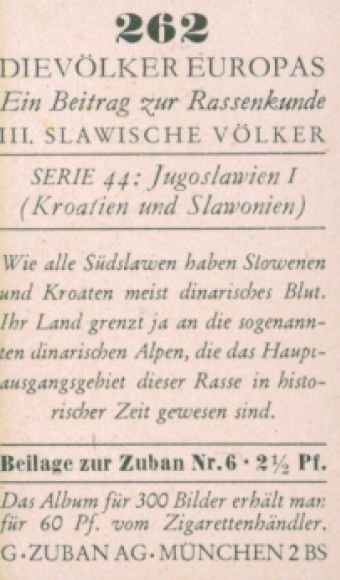 262
DIE VÖLKER EUROPAS
Ein Beitrag zur Rassenkunde
III. SLAWISCHE VÖLKER
SERIE 44: Jugoslawien I
(Kroatien und Slawonien)
Wie alle Südslawen haben Slowenen
und Kroaten meist dinarisches Blut.
Ihr Land grenzt ja an die sogenann-
ten dinarischen Alpen, die das Haupt-
ausgangsgebiet dieser Rasse in histo-
rischer Zeit gewesen sind.
Beilage zur Zuban Nr. 6 · 2½ Pf.
Das Album für 300 Bilder erhält man
für 60 Pf. vom Zigarettenhändler.
G · ZUBAN AG · MÜNCHEN 2 BS